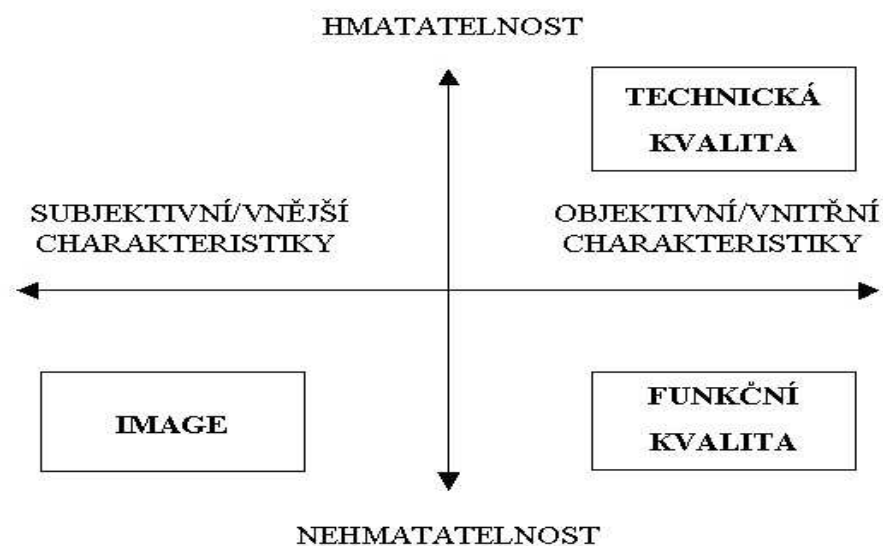 HMATATELNOST
TECHNICKÁ
KVALITA
SUBJEKTIVNÍ/VNĚJŠÍ
CHARAKTERISTIKY
OBJEKTIVNÍ/VNITŘNÍ
CHARAKTERISTIKY
IMAGE
FUNKČNÍ
KVALITA
NEHMATATELNOST